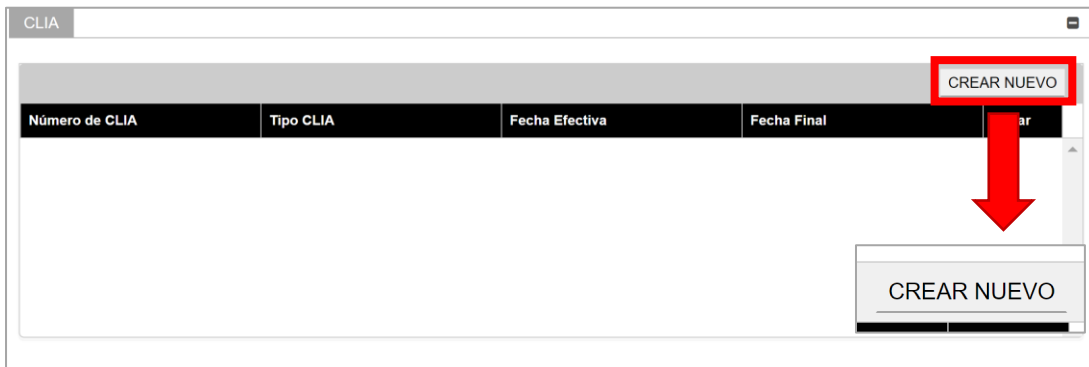 CLIA
CREAR NUEVO
Número de CLIA Tipo CLIA Fecha Efectiva Fecha Final
CREAR NUEVO